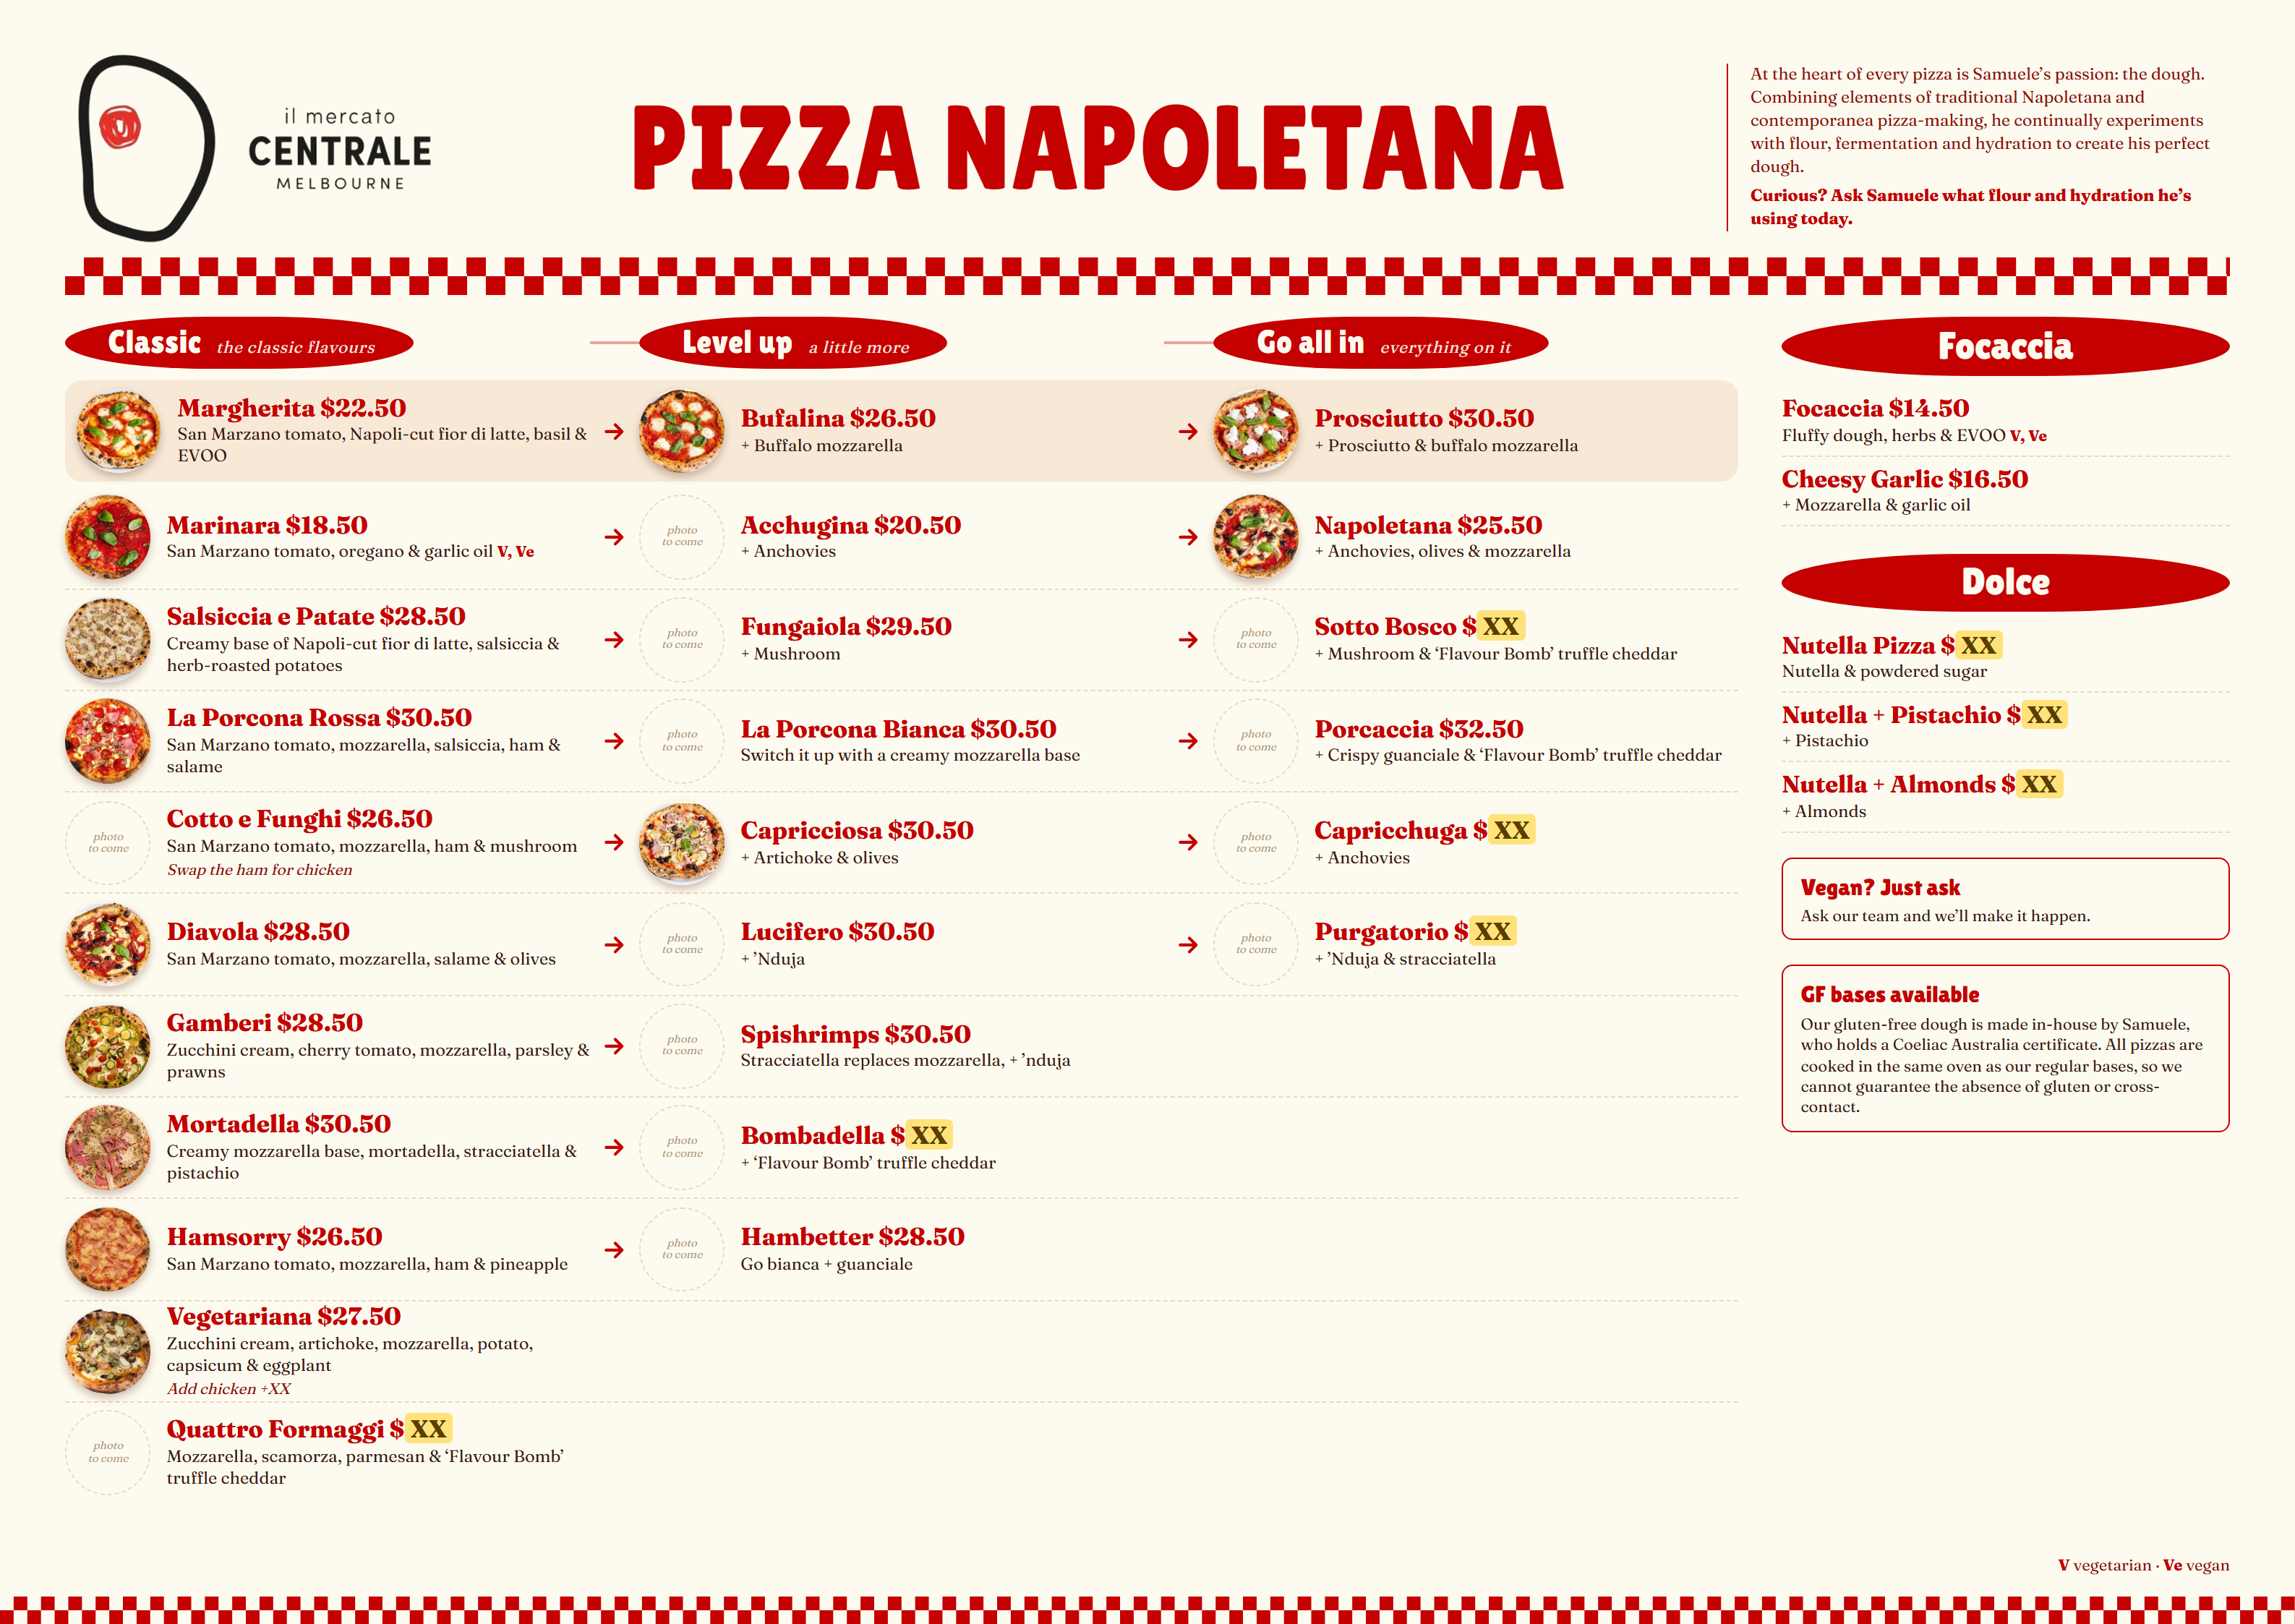 il mercato
CENTRALE
MELBOURNE
PIZZA NAPOLETANA
At the heart of every pizza is Samuele’s passion: the dough.
Combining elements of traditional Napoletana and
contemporanea pizza-making, he continually experiments
with flour, fermentation and hydration to create his perfect
dough.
Curious? Ask Samuele what flour and hydration he’s
using today.
Classic the classic flavours
Level up a little more
Go all in everything on it
Margherita $22.50
San Marzano tomato, Napoli-cut fior di latte, basil &
EVOO
Bufalina $26.50
+ Buffalo mozzarella
Prosciutto $30.50
+ Prosciutto & buffalo mozzarella
Marinara $18.50
San Marzano tomato, oregano & garlic oil V, Ve
photo
to come
Acchugina $20.50
+ Anchovies
Napoletana $25.50
+ Anchovies, olives & mozzarella
Salsiccia e Patate $28.50
Creamy base of Napoli-cut fior di latte, salsiccia &
herb-roasted potatoes
photo
to come
Fungaiola $29.50
+ Mushroom
photo
to come
Sotto Bosco $XX
+ Mushroom & ‘Flavour Bomb’ truffle cheddar
La Porcona Rossa $30.50
San Marzano tomato, mozzarella, salsiccia, ham &
salame
photo
to come
La Porcona Bianca $30.50
Switch it up with a creamy mozzarella base
photo
to come
Porcaccia $32.50
+ Crispy guanciale & ‘Flavour Bomb’ truffle cheddar
photo
to come
Cotto e Funghi $26.50
San Marzano tomato, mozzarella, ham & mushroom
Swap the ham for chicken
Capricciosa $30.50
+ Artichoke & olives
photo
to come
Capricchuga $XX
+ Anchovies
Diavola $28.50
San Marzano tomato, mozzarella, salame & olives
photo
to come
Lucifero $30.50
+ ’Nduja
photo
to come
Purgatorio $XX
+ ’Nduja & stracciatella
Gamberi $28.50
Zucchini cream, cherry tomato, mozzarella, parsley &
prawns
photo
to come
Spishrimps $30.50
Stracciatella replaces mozzarella, + ’nduja
Mortadella $30.50
Creamy mozzarella base, mortadella, stracciatella &
pistachio
photo
to come
Bombadella $XX
+ ‘Flavour Bomb’ truffle cheddar
Hamsorry $26.50
San Marzano tomato, mozzarella, ham & pineapple
photo
to come
Hambetter $28.50
Go bianca + guanciale
Vegetariana $27.50
Zucchini cream, artichoke, mozzarella, potato,
capsicum & eggplant
Add chicken +XX
photo
to come
Quattro Formaggi $XX
Mozzarella, scamorza, parmesan & ‘Flavour Bomb’
truffle cheddar
Focaccia
Focaccia $14.50
Fluffy dough, herbs & EVOO V, Ve
Cheesy Garlic $16.50
+ Mozzarella & garlic oil
Dolce
Nutella Pizza $XX
Nutella & powdered sugar
Nutella + Pistachio $XX
+ Pistachio
Nutella + Almonds $XX
+ Almonds
Vegan? Just ask
Ask our team and we’ll make it happen.
GF bases available
Our gluten-free dough is made in-house by Samuele,
who holds a Coeliac Australia certificate. All pizzas are
cooked in the same oven as our regular bases, so we
cannot guarantee the absence of gluten or cross-
contact.
V vegetarian · Ve vegan